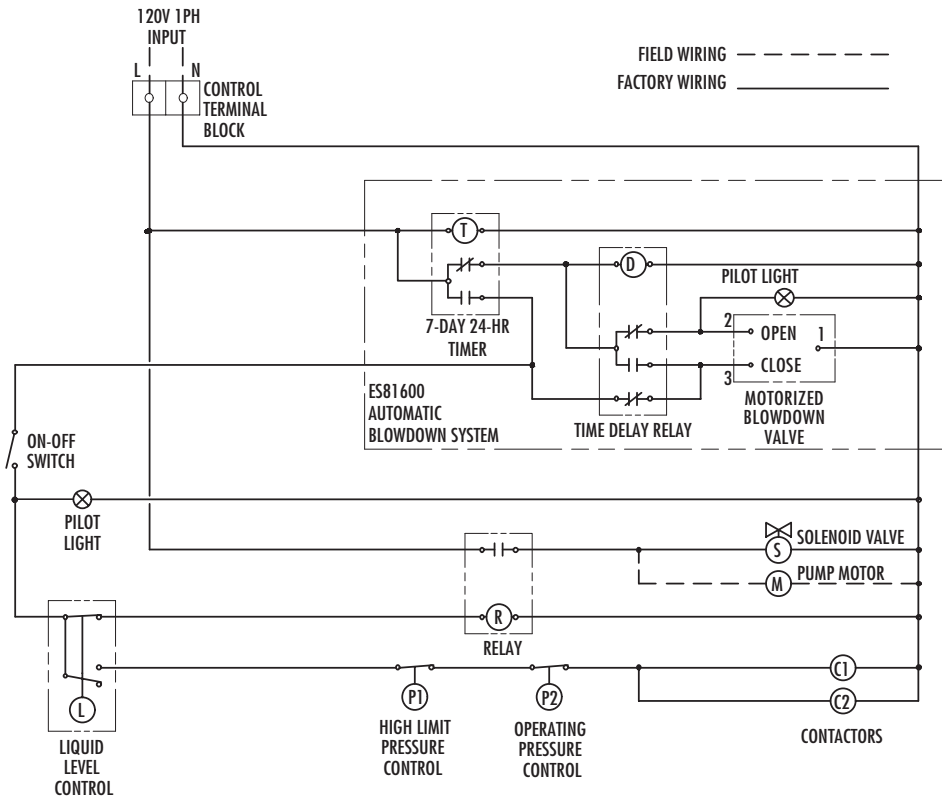 120V 1PH
INPUT
L
N
CONTROL
TERMINAL
BLOCK
FIELD WIRING
FACTORY WIRING
T
D
PILOT LIGHT
7-DAY 24-HR
TIMER
2
OPEN
1
CLOSE
3
ES81600
AUTOMATIC
BLOWDOWN SYSTEM
TIME DELAY RELAY
MOTORIZED
BLOWDOWN
VALVE
ON-OFF
SWITCH
PILOT
LIGHT
SOLENOID VALVE
S
PUMP MOTOR
M
R
RELAY
L
LIQUID
LEVEL
CONTROL
P1
HIGH LIMIT
PRESSURE
CONTROL
P2
OPERATING
PRESSURE
CONTROL
C1
C2
CONTACTORS